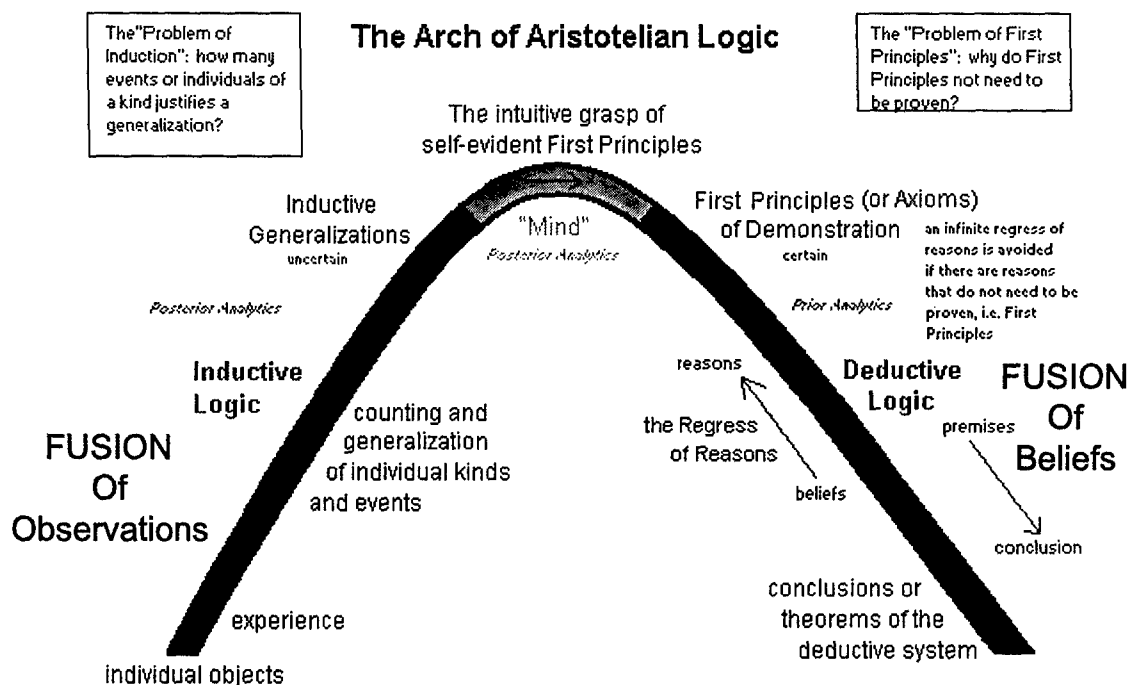 The"Problem of
Induction": how many
events or individuals of
a kind justifies a
generalization?
The Arch of Aristotelian Logic
The "Problem of First
Principles": why do First
Principles not need to
be proven?
The intuitive grasp of
self-evident First Principles
Inductive
Generalizations
uncertain
"Mind"
Posterior Analytics
First Principles (or Axioms)
of Demonstration
certain
an infinite regress of
reasons is avoided
if there are reasons
that do not need to be
proven, i.e. First
Principles
Posterior Analytics
Prior Analytics
Inductive
Logic
FUSION
Of
Observations
counting and
generalization
of individual kinds
and events
reasons
the Regress
of Reasons
beliefs
Deductive
Logic
FUSION
Of
Beliefs
premises
conclusion
experience
individual objects
conclusions or
theorems of the
deductive system